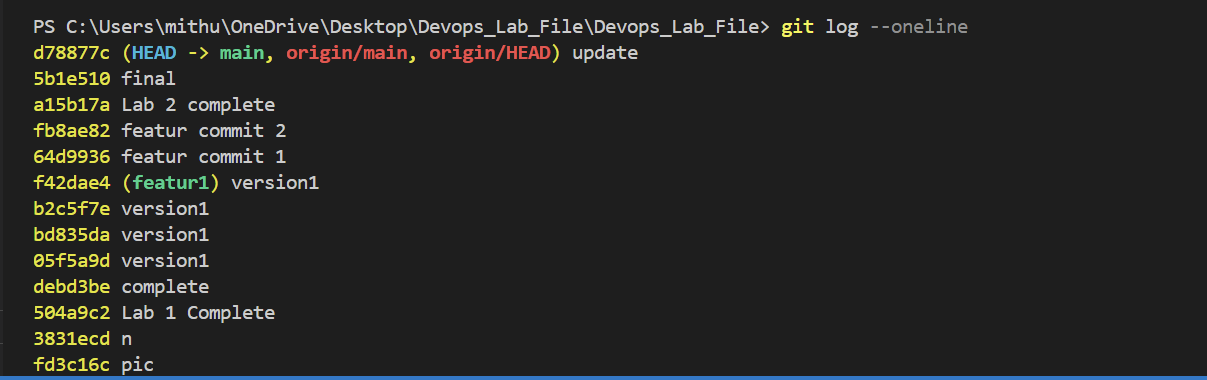 PS C:\Users\mithu\OneDrive\Desktop\Devops_Lab_File\Devops_Lab_File> git log --oneline
d78877c (HEAD -> main, origin/main, origin/HEAD) update
5b1e510 final
a15b17a Lab 2 complete
fb8ae82 featur commit 2
64d9936 featur commit 1
f42dae4 (featur1) version1
b2c5f7e version1
bd835da version1
05f5a9d version1
debd3be complete
504a9c2 Lab 1 Complete
3831ecd n
fd3c16c pic